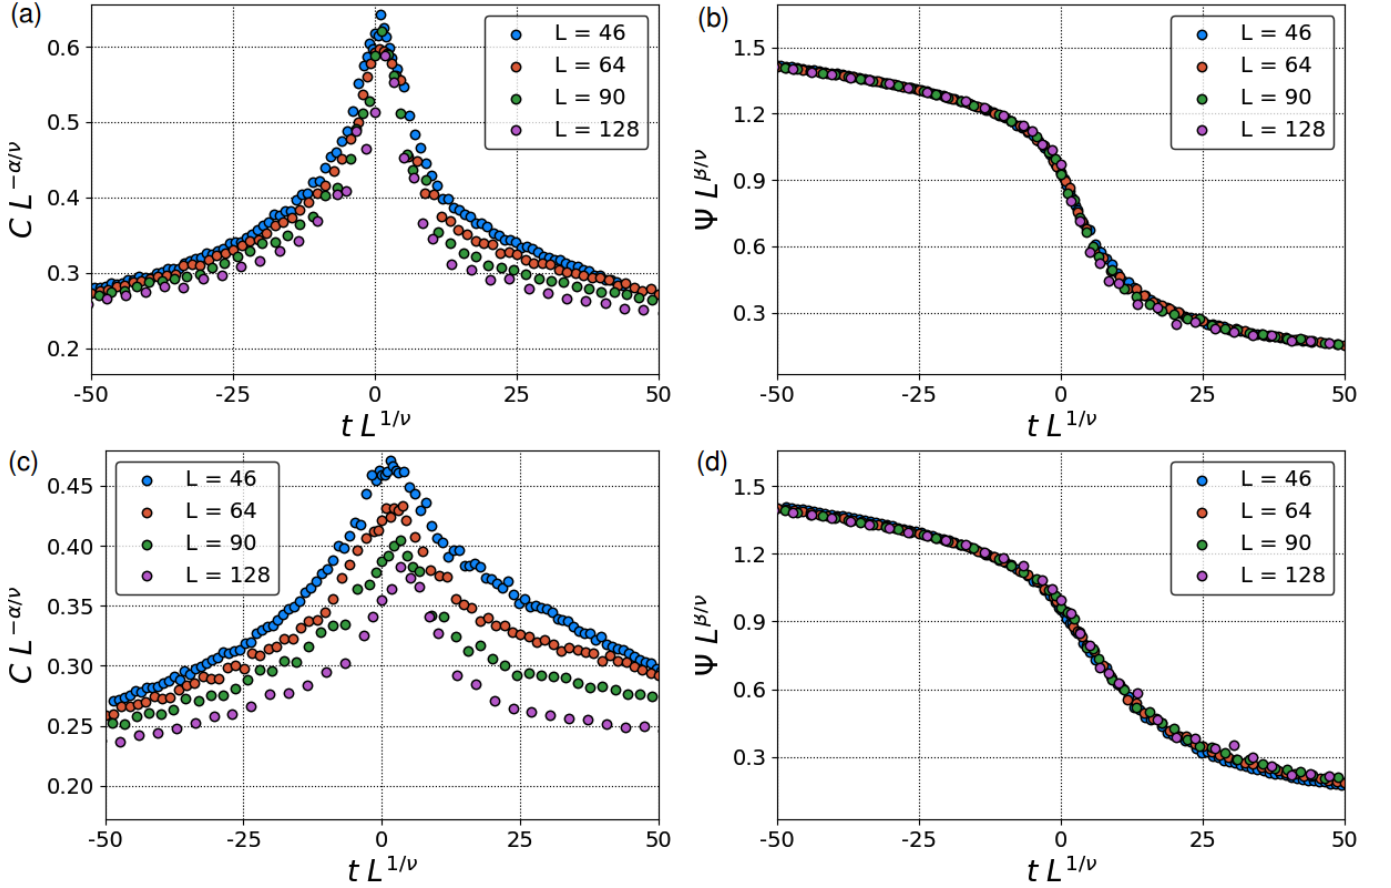 (a)
C L^{-α/ν}
0.6
0.5
0.4
0.3
0.2
L = 46
L = 64
L = 90
L = 128
-50
-25
0
25
50
t L^{1/ν}
(b)
Ψ L^{β/ν}
1.5
1.2
0.9
0.6
0.3
L = 46
L = 64
L = 90
L = 128
-50
-25
0
25
50
t L^{1/ν}
(c)
C L^{-α/ν}
0.45
0.40
0.35
0.30
0.25
0.20
L = 46
L = 64
L = 90
L = 128
-50
-25
0
25
50
t L^{1/ν}
(d)
Ψ L^{β/ν}
1.5
1.2
0.9
0.6
0.3
L = 46
L = 64
L = 90
L = 128
-50
-25
0
25
50
t L^{1/ν}